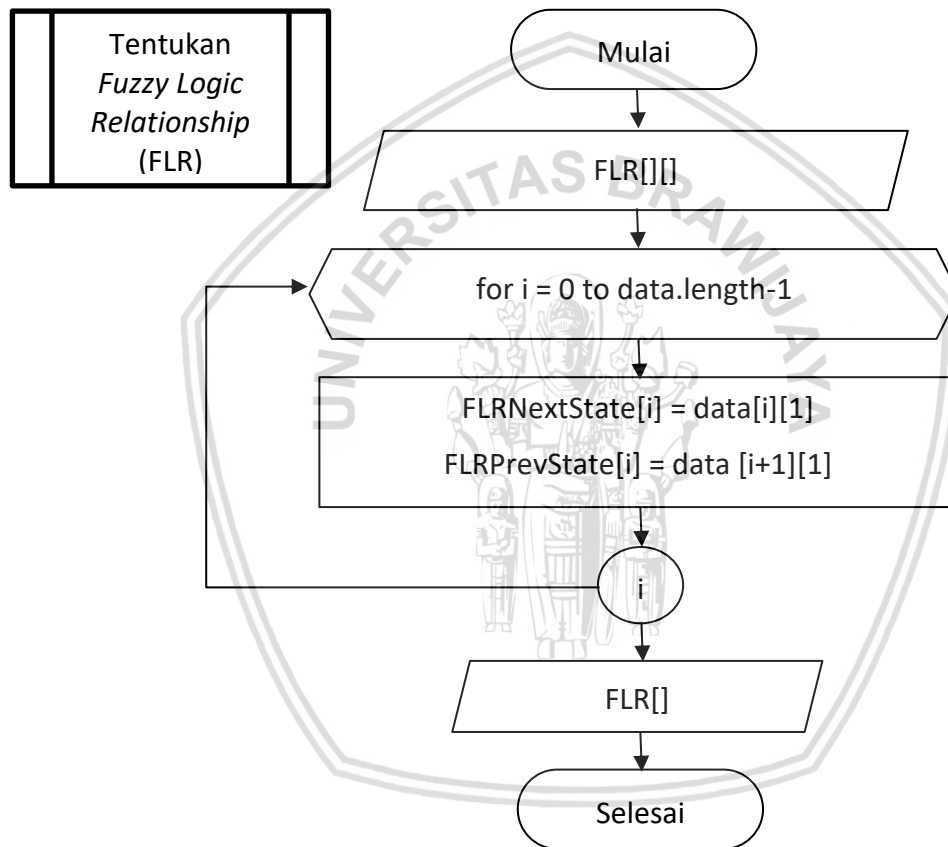 Tentukan
Fuzzy Logic
Relationship
(FLR)
Mulai
FLR[][]
UNIVERSITAS BRAWIJAYA
for i = 0 to data.length-1
FLRNextState[i] = data[i][1]
FLRPrevState[i] = data [i+1][1]
i
FLR[]
Selesai